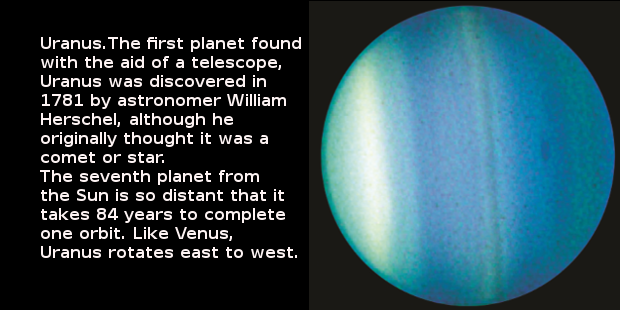 Uranus.The first planet found
with the aid of a telescope,
Uranus was discovered in
1781 by astronomer William
Herschel, although he
originally thought it was a
comet or star.
The seventh planet from
the Sun is so distant that it
takes 84 years to complete
one orbit. Like Venus,
Uranus rotates east to west.